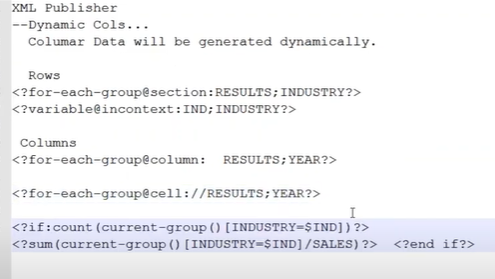 XML Publisher
--Dynamic Cols...
Columar Data will be generated dynamically.
Rows
<?for-each-group@section:RESULTS;INDUSTRY?>
<?variable@incontext:IND;INDUSTRY?>
Columns
<?for-each-group@column:  RESULTS;YEAR?>
<?for-each-group@cell://RESULTS;YEAR?>
<?if:count(current-group()[INDUSTRY=$IND])?>
<?sum(current-group()[INDUSTRY=$IND]/SALES)?>  <?end if?>